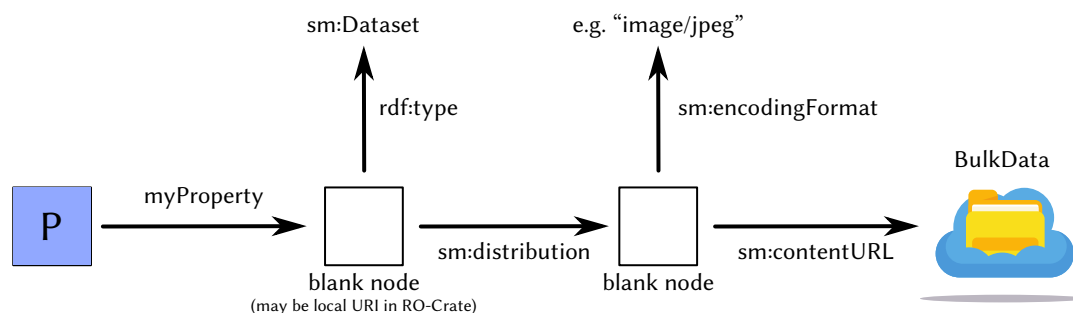 sm:Dataset
e.g. “image/jpeg”
rdf:type
sm:encodingFormat
BulkData
P
myProperty
sm:distribution
sm:contentURL
blank node
(may be local URI in RO-Crate)
blank node